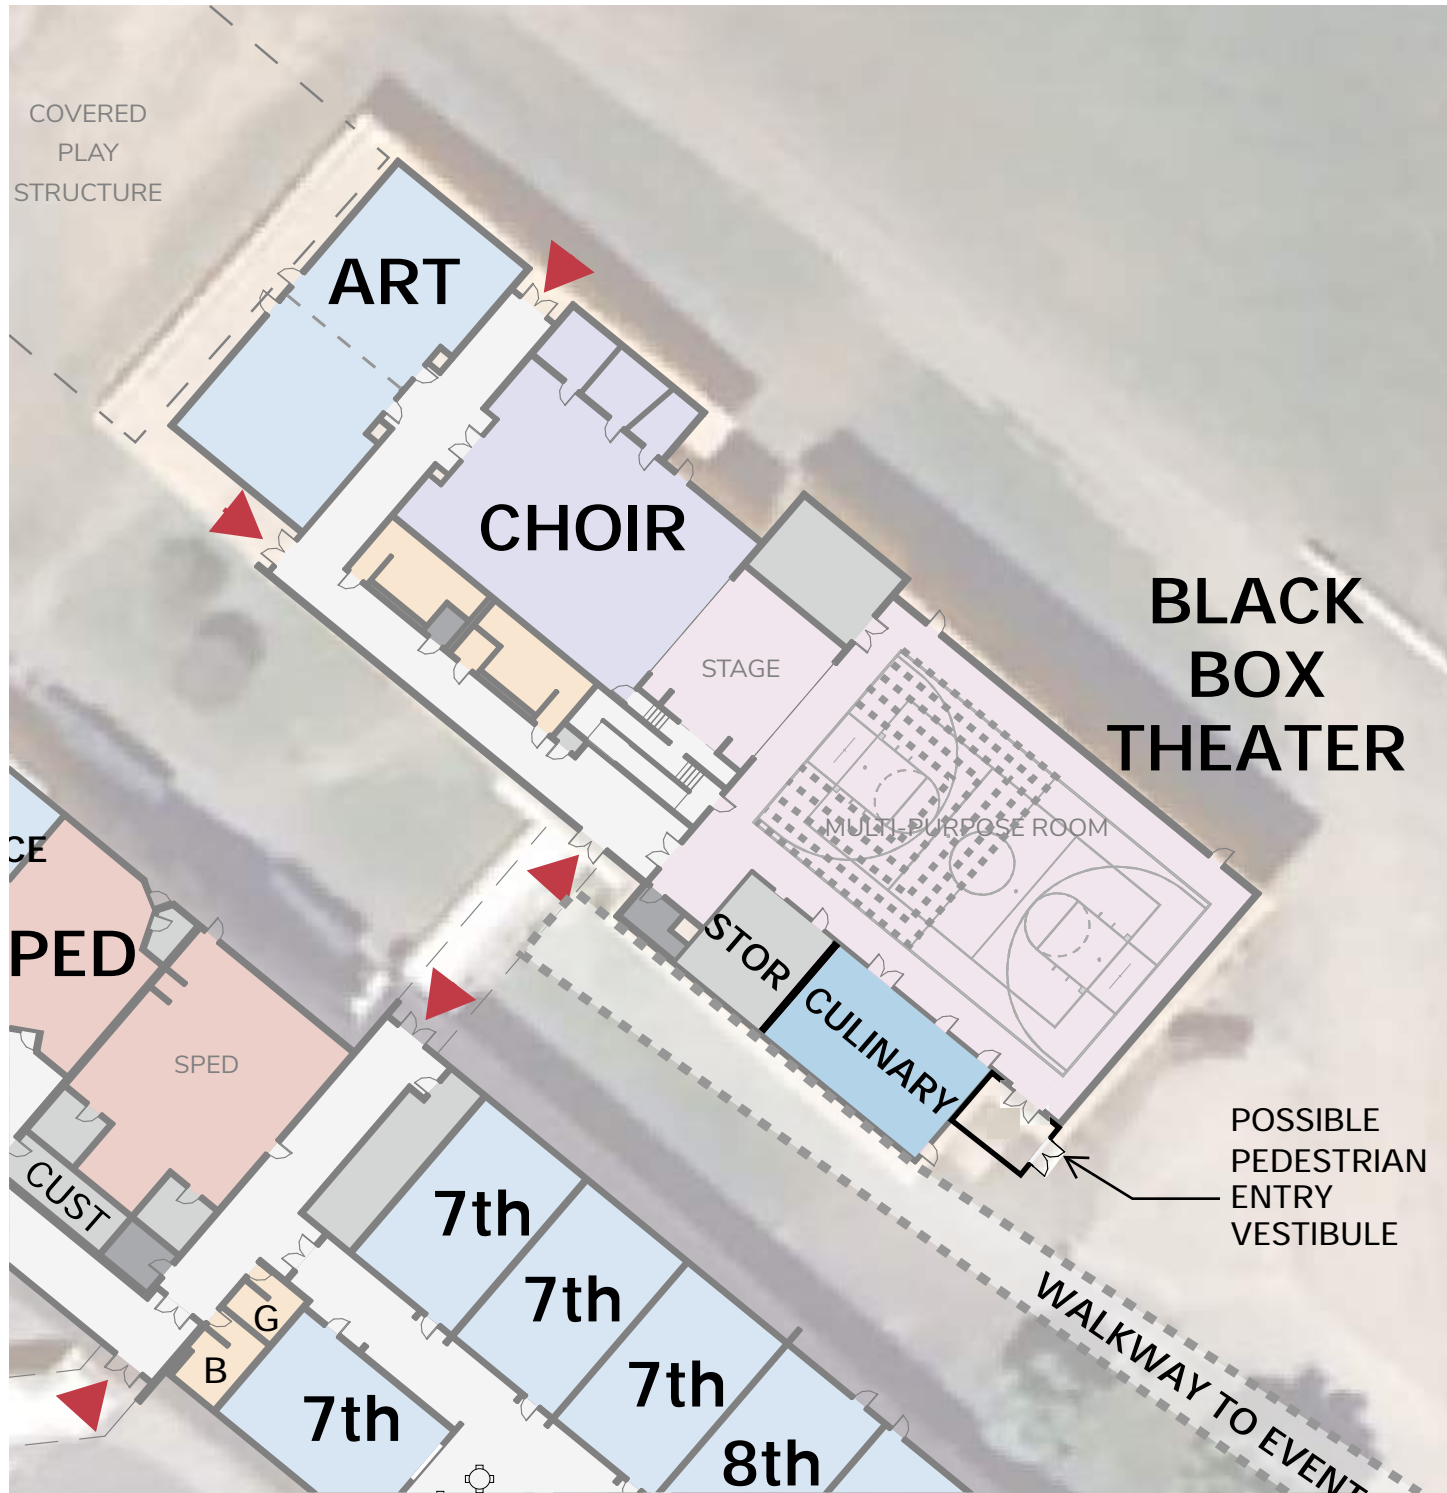 COVERED
PLAY
STRUCTURE
ART
CHOIR
STAGE
BLACK
BOX
THEATER
MULTI-PURPOSE ROOM
CE
PED
SPED
STOR
CULINARY
CUST
POSSIBLE
PEDESTRIAN
ENTRY
VESTIBULE
7th
7th
G
B
7th
7th
8th
WALKWAY TO EVENT